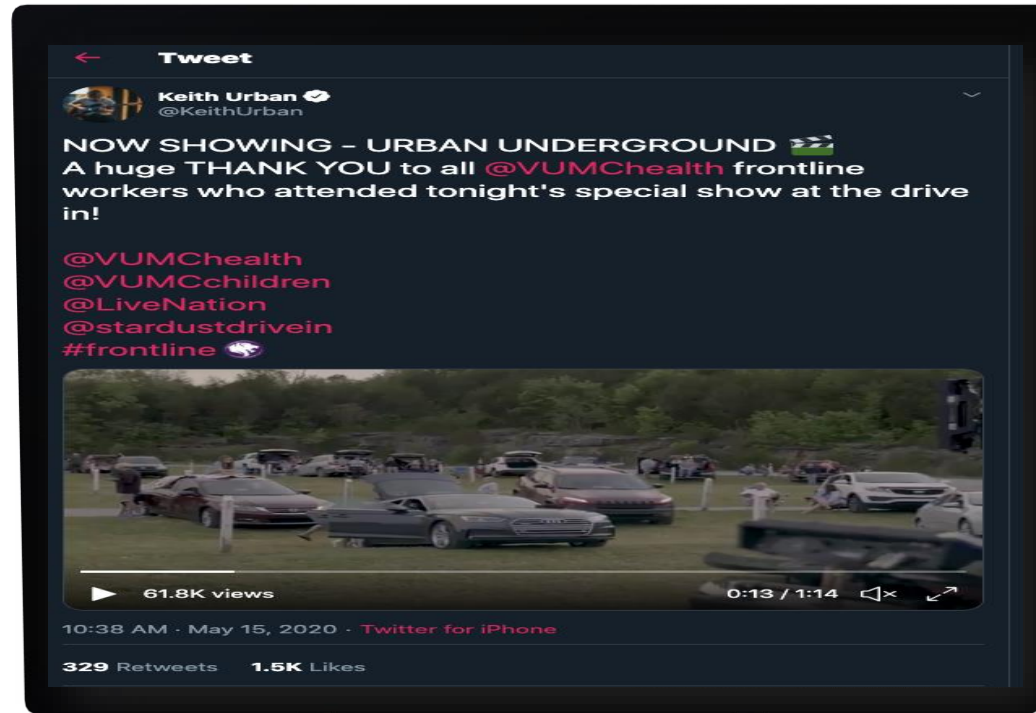 Tweet
Keith Urban
@KeithUrban
NOW SHOWING – URBAN UNDERGROUND 🎬
A huge THANK YOU to all @VUMChealth frontline
workers who attended tonight's special show at the drive
in!
@VUMChealth
@VUMCchildren
@LiveNation
@stardustdrivein
#frontline
61.8K views
0:13 / 1:14
10:38 AM · May 15, 2020 · Twitter for iPhone
329 Retweets 1.5K Likes